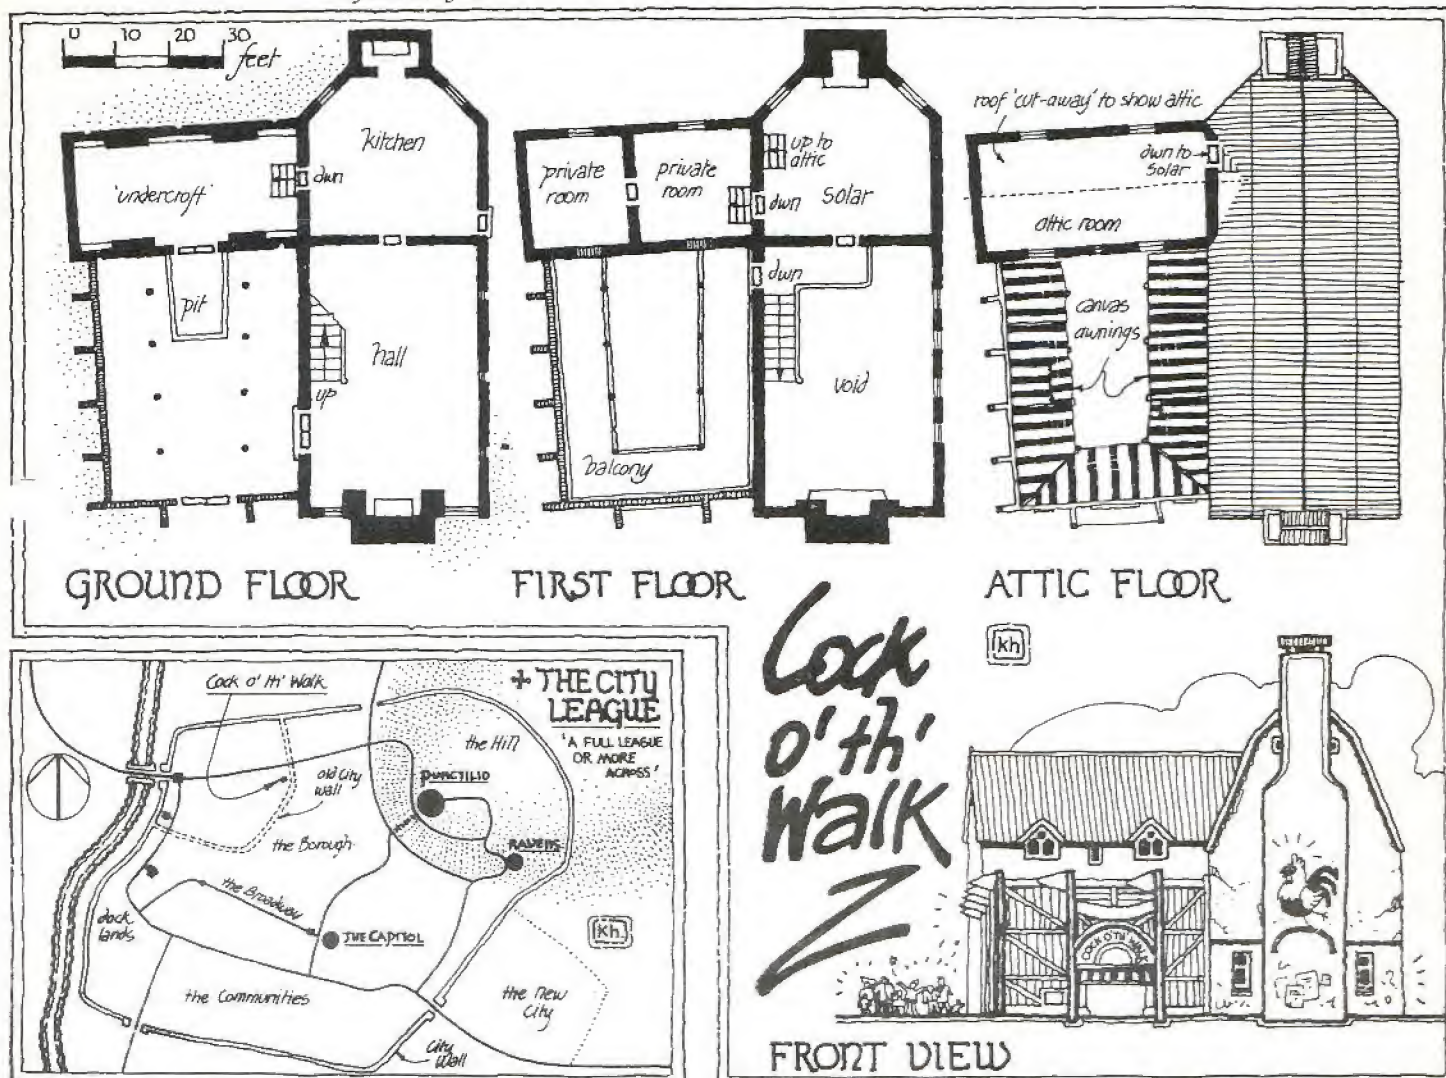 0 10 20 30
feet
kitchen
'undercroft'
dwn
pit
hall
up
GROUND FLOOR
private
room
private
room
up to
attic
dwn
solar
dwn
void
balcony
FIRST FLOOR
roof 'cut-away' to show attic
dwn to
solar
attic room
canvas
awnings
ATTIC FLOOR
Cock o' th' Walk
THE CITY
LEAGUE
'A FULL LEAGUE
OR MORE
ACROSS'
the Hill
PUNCTILIO
old City
wall
the Borough
RAVENS
the Broadway
dock
lands
THE CAPITOL
kh
the Communities
the New
City
City
Wall
Cock
o' th'
Walk
kh
COCK O'TH' WALK
FRONT VIEW